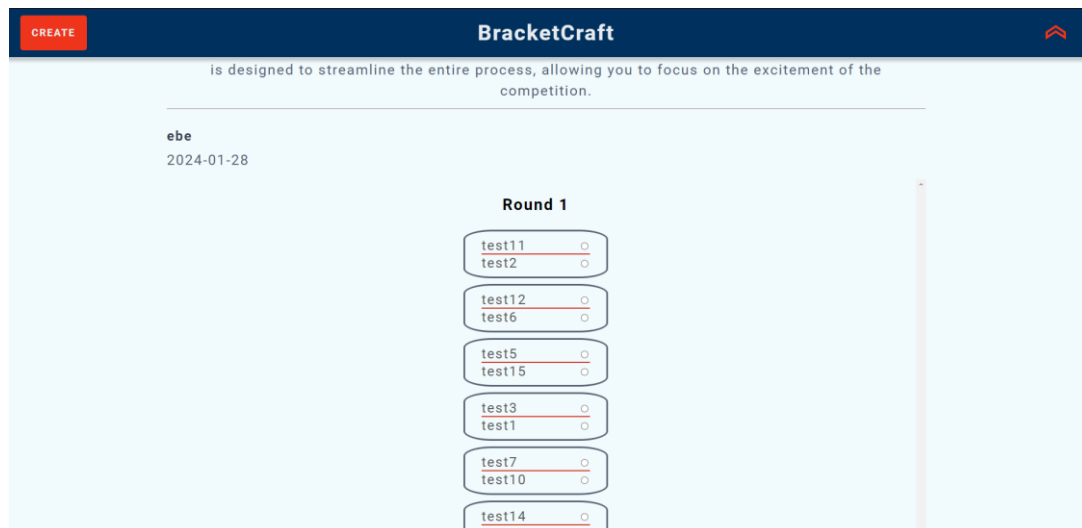 CREATE
BracketCraft
is designed to streamline the entire process, allowing you to focus on the excitement of the
competition.
ebe
2024-01-28
Round 1
test11
test2
test12
test6
test5
test15
test3
test1
test7
test10
test14